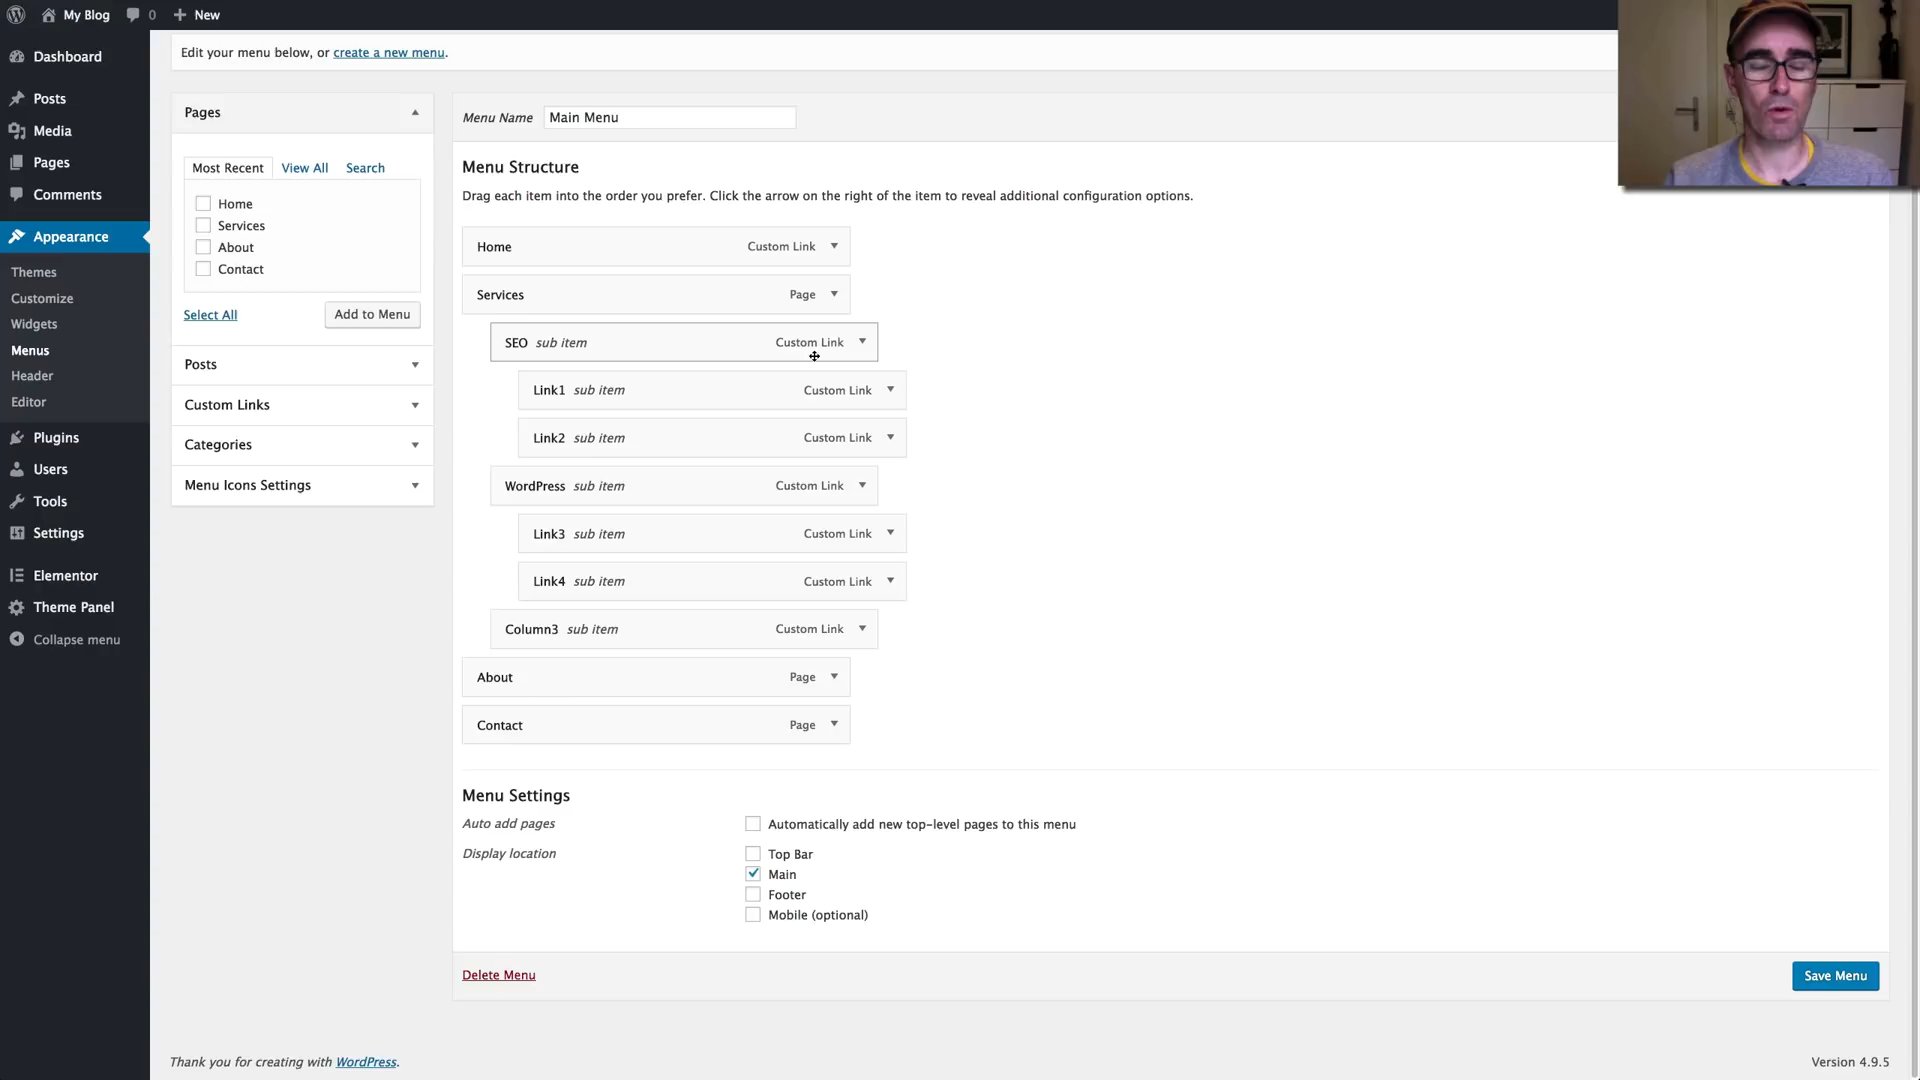 My Blog
0
New
Dashboard
Posts
Media
Pages
Comments
Appearance
Themes
Customize
Widgets
Menus
Header
Editor
Plugins
Users
Tools
Settings
Elementor
Theme Panel
Collapse menu
Edit your menu below, or create a new menu.
Pages
Most Recent View All Search
Home
Services
About
Contact
Select All Add to Menu
Posts
Custom Links
Categories
Menu Icons Settings
Menu Name Main Menu
Menu Structure
Drag each item into the order you prefer. Click the arrow on the right of the item to reveal additional configuration options.
Home Custom Link
Services Page
SEO sub item Custom Link
Link1 sub item Custom Link
Link2 sub item Custom Link
WordPress sub item Custom Link
Link3 sub item Custom Link
Link4 sub item Custom Link
Column3 sub item Custom Link
About Page
Contact Page
Menu Settings
Auto add pages Automatically add new top-level pages to this menu
Display location Top Bar
Main
Footer
Mobile (optional)
Delete Menu Save Menu
Thank you for creating with WordPress. Version 4.9.5